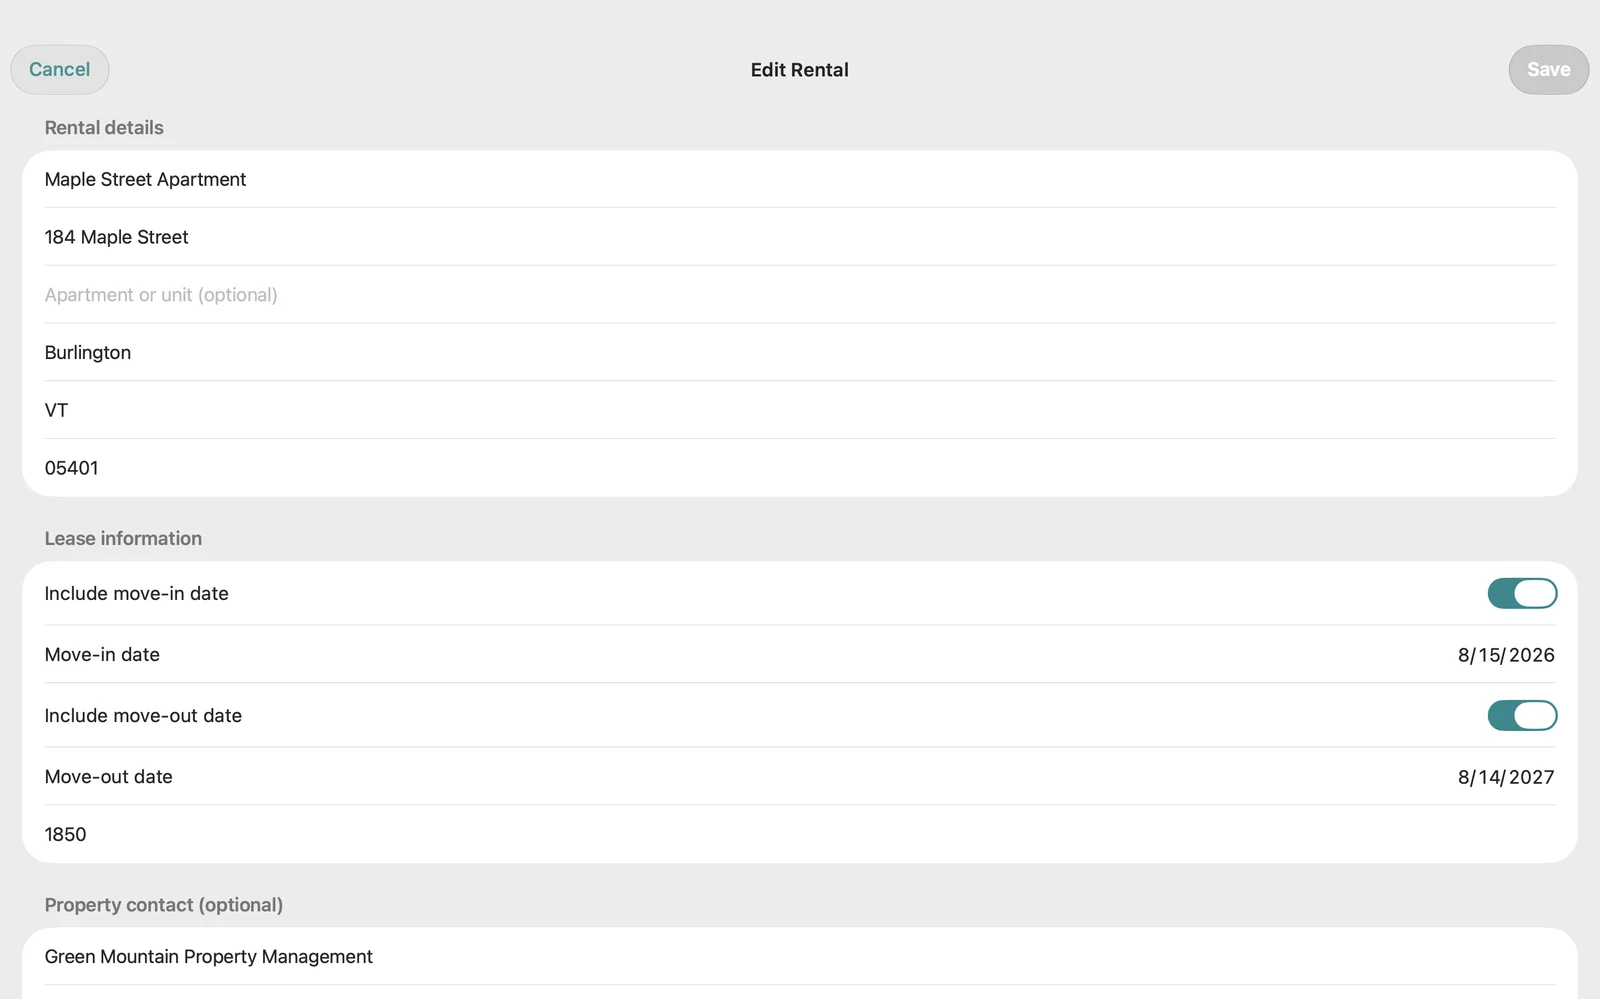 Cancel
Edit Rental
Save
Rental details
Maple Street Apartment
184 Maple Street
Apartment or unit (optional)
Burlington
VT
05401
Lease information
Include move-in date
Move-in date
8/15/2026
Include move-out date
Move-out date
8/14/2027
1850
Property contact (optional)
Green Mountain Property Management